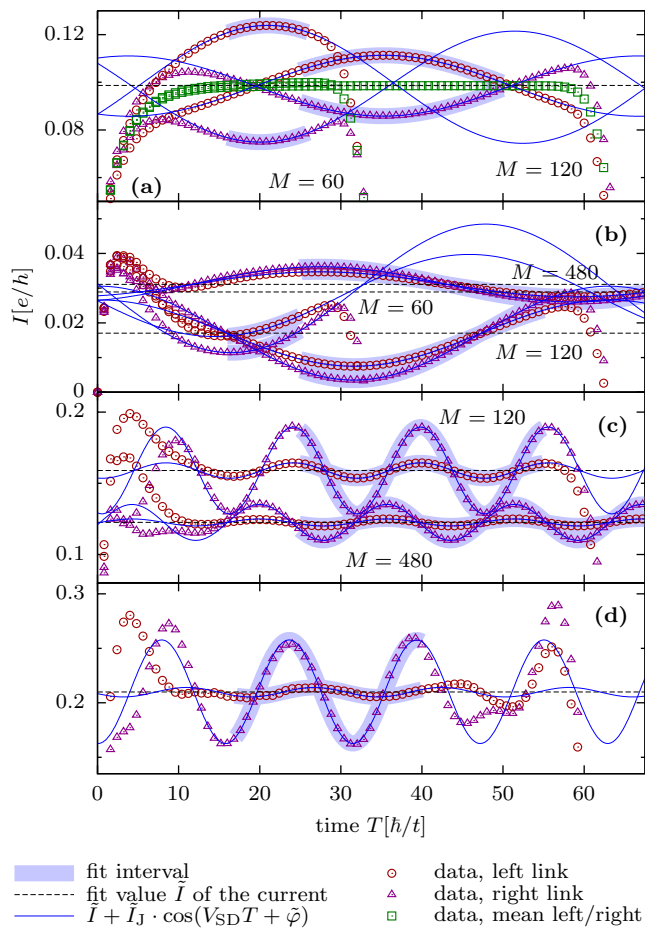 0.12
0.08
(a)
M = 60
M = 120
I[e/h]
0.04
0.02
0
(b)
M = 480
M = 60
M = 120
0.2
0.1
(c)
M = 120
M = 480
0.3
0.2
(d)
0 10 20 30 40 50 60
time T[ℏ/t]
fit interval
fit value Ĩ of the current
Ĩ + Ĩ_J · cos(V_SD T + φ̃)
data, left link
data, right link
data, mean left/right